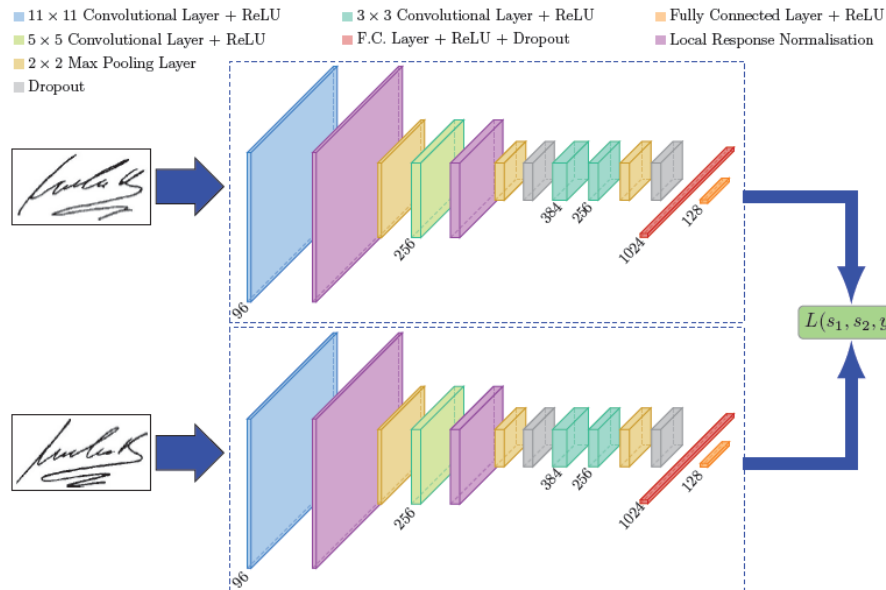 11 × 11 Convolutional Layer + ReLU
3 × 3 Convolutional Layer + ReLU
Fully Connected Layer + ReLU
5 × 5 Convolutional Layer + ReLU
F.C. Layer + ReLU + Dropout
Local Response Normalisation
2 × 2 Max Pooling Layer
Dropout
96
256
384
256
1024
128
L(s₁, s₂, y
96
256
384
256
1024
128